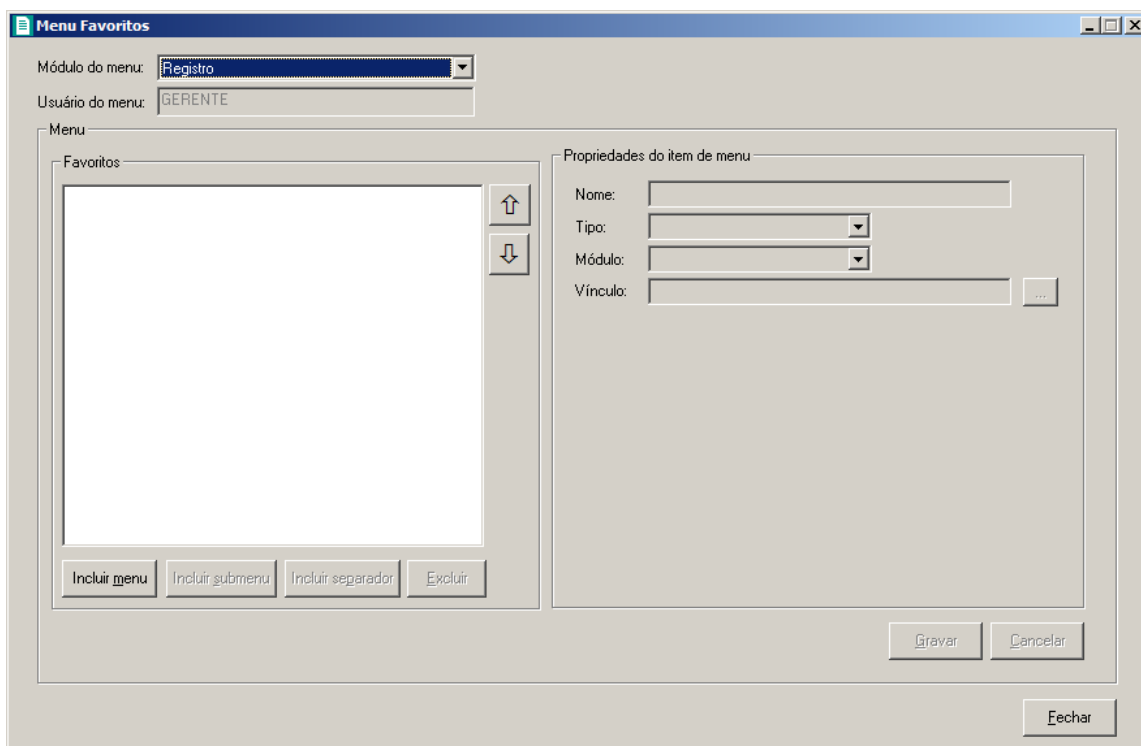 Menu Favoritos
Módulo do menu: Registro
Usuário do menu: GERENTE
Menu
Favoritos
Incluir menu Incluir submenu Incluir separador Excluir
Propriedades do item de menu
Nome:
Tipo:
Módulo:
Vínculo: ...
Gravar Cancelar
Fechar